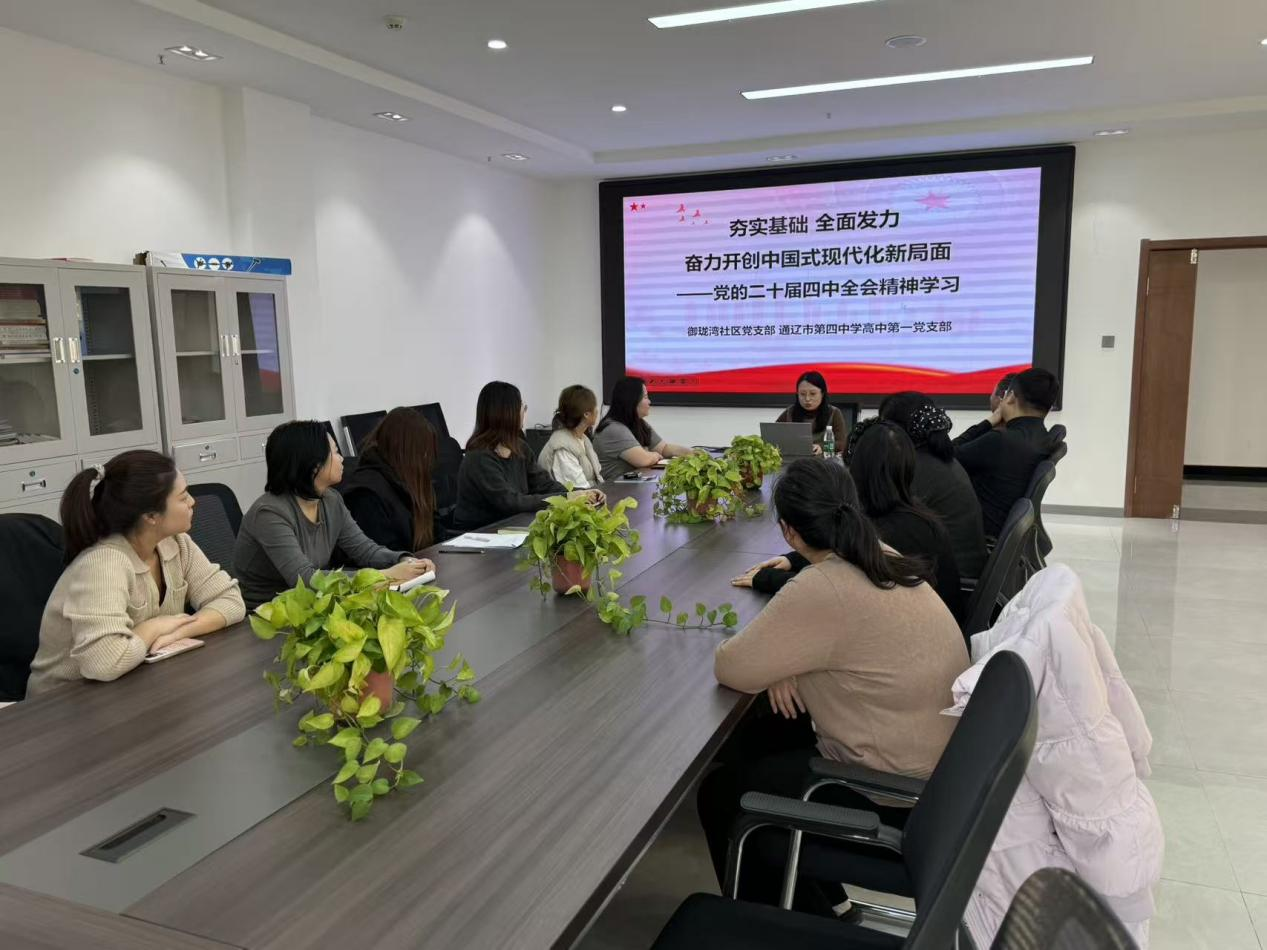 夯实基础 全面发力
奋力开创中国式现代化新局面
——党的二十届四中全会精神学习
御珑湾社区党支部 通辽市第四中学高中第一党支部